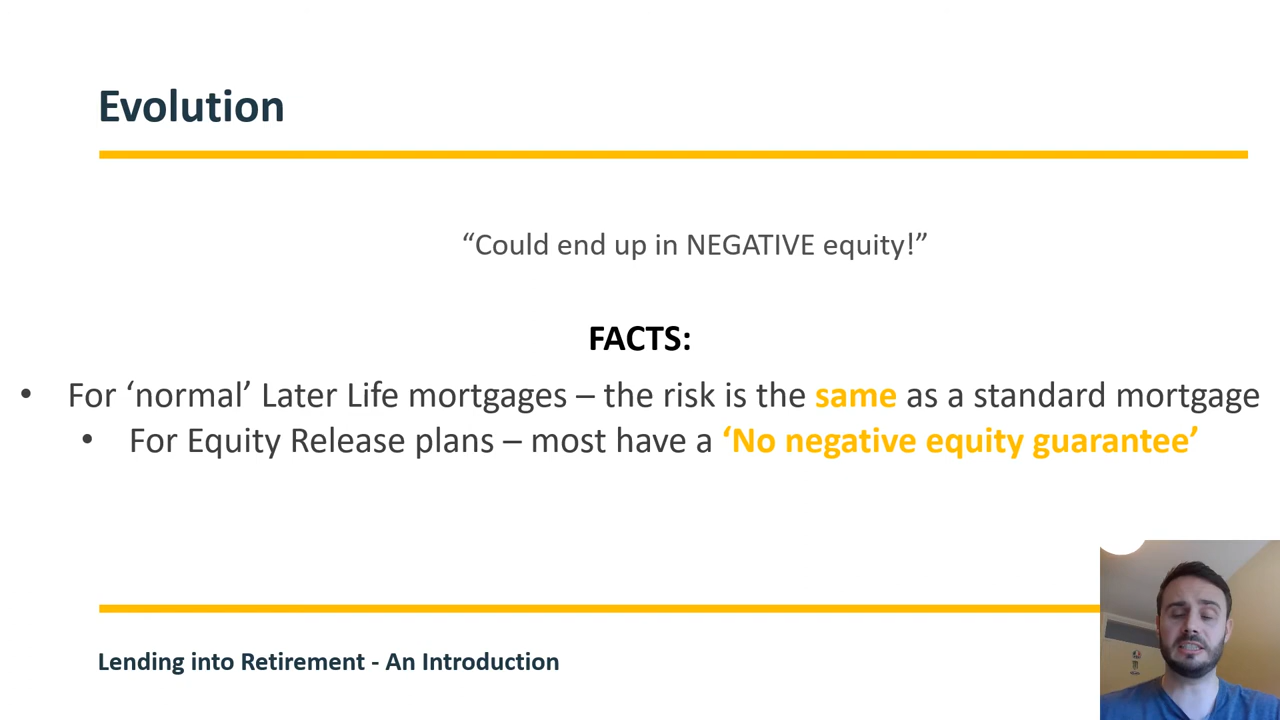 Evolution
“Could end up in NEGATIVE equity!”
FACTS:
• For ‘normal’ Later Life mortgages – the risk is the same as a standard mortgage
• For Equity Release plans – most have a ‘No negative equity guarantee’
Lending into Retirement - An Introduction